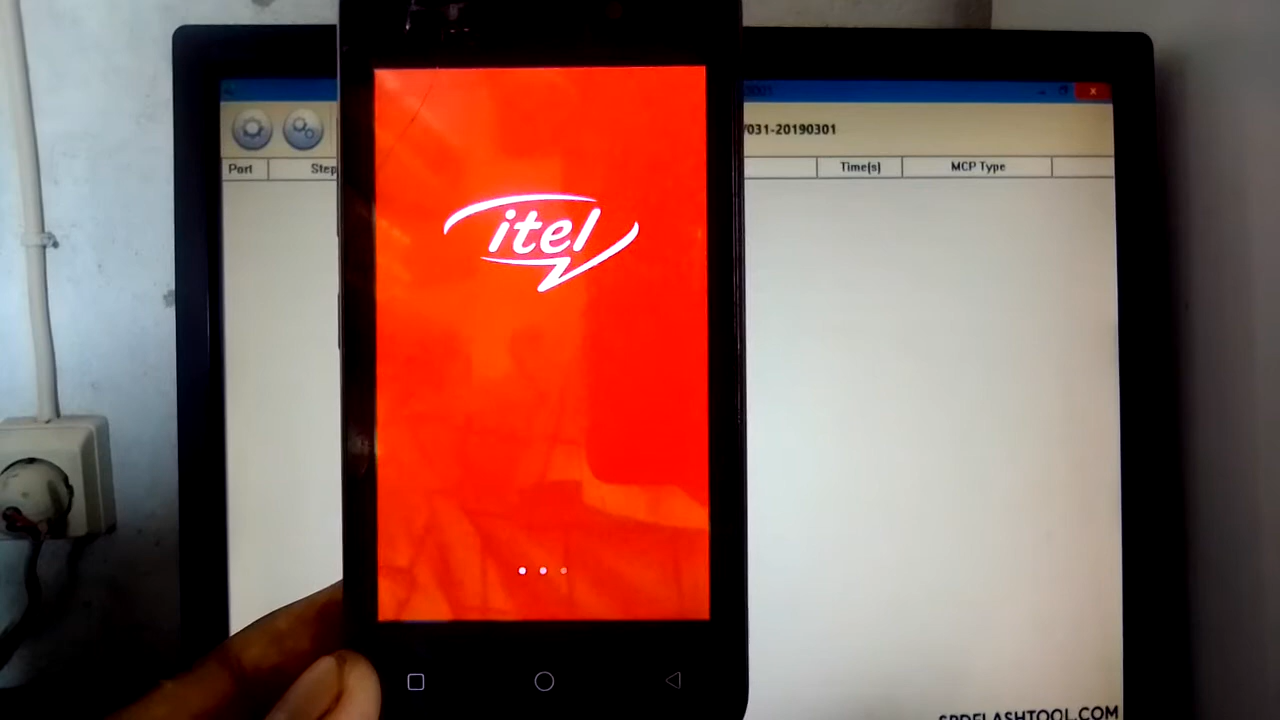 031-20190301
Port
Step
Time(s)
MCP Type
itel
SPDFLASHTOOL.COM